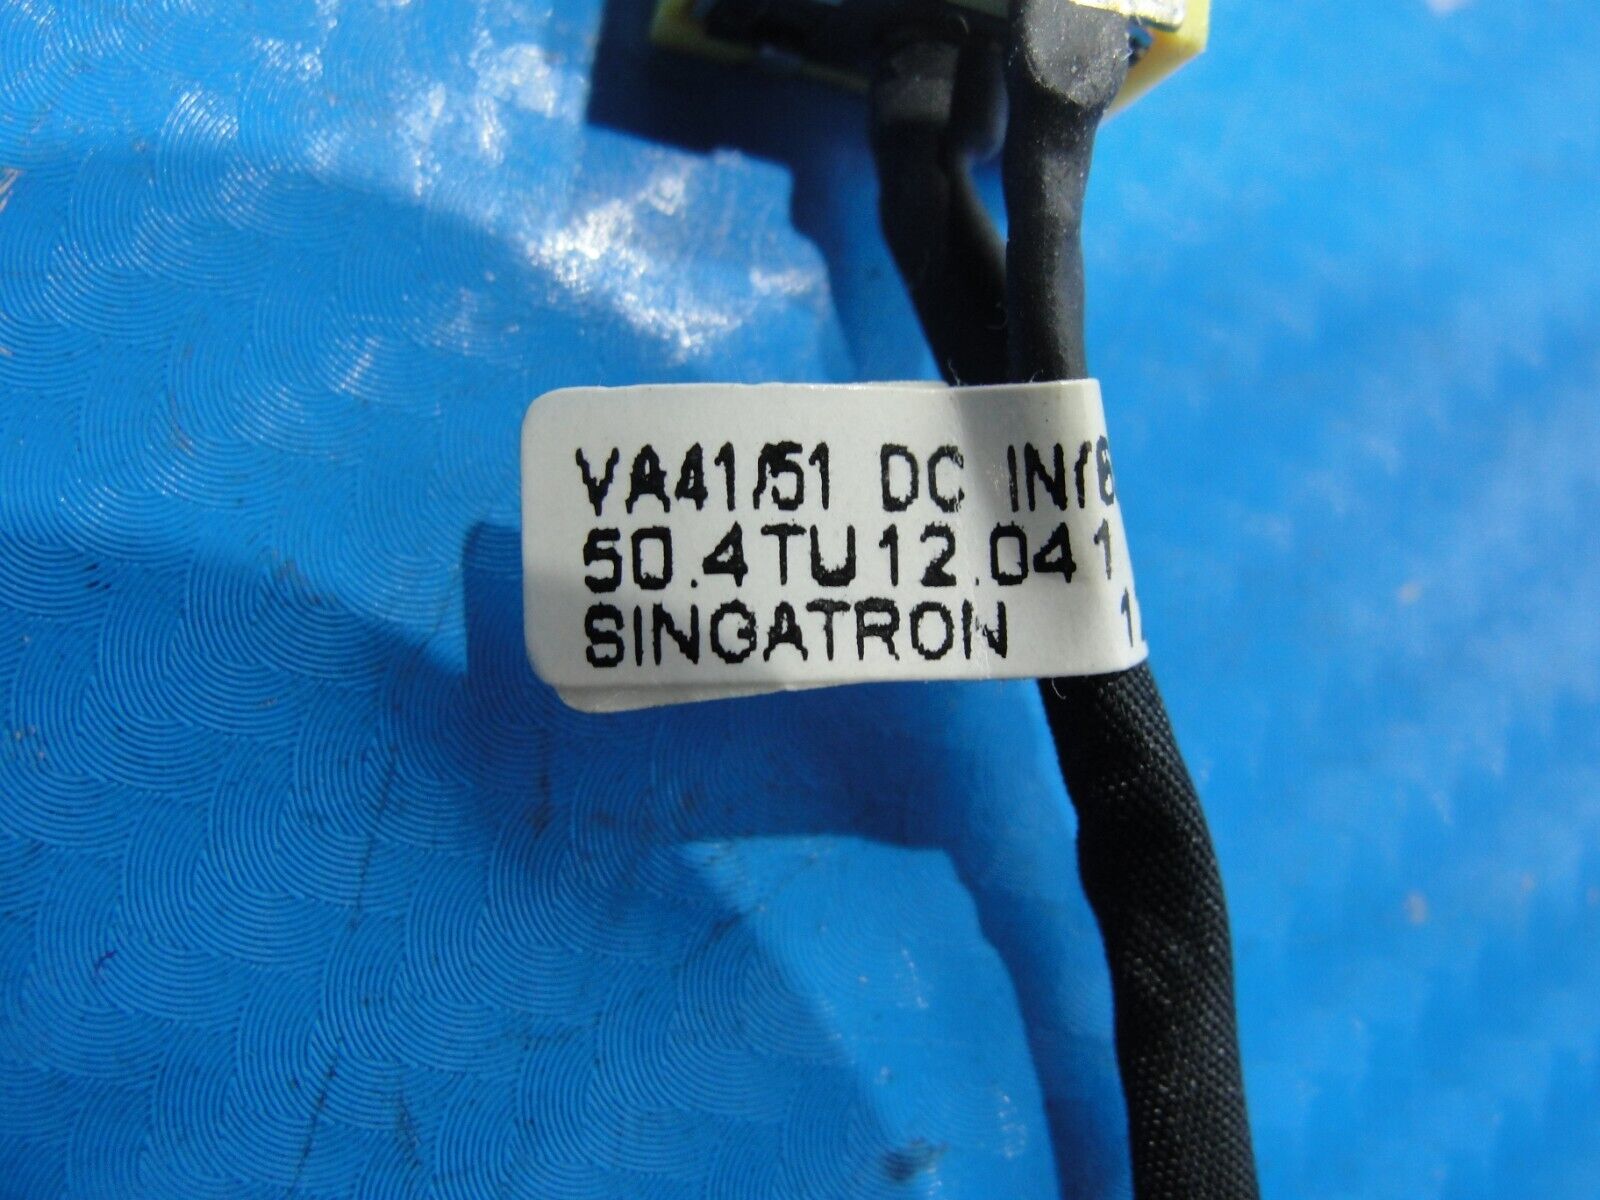 VA41/51 DC IN/
50.4TU12.041
SINGATRON